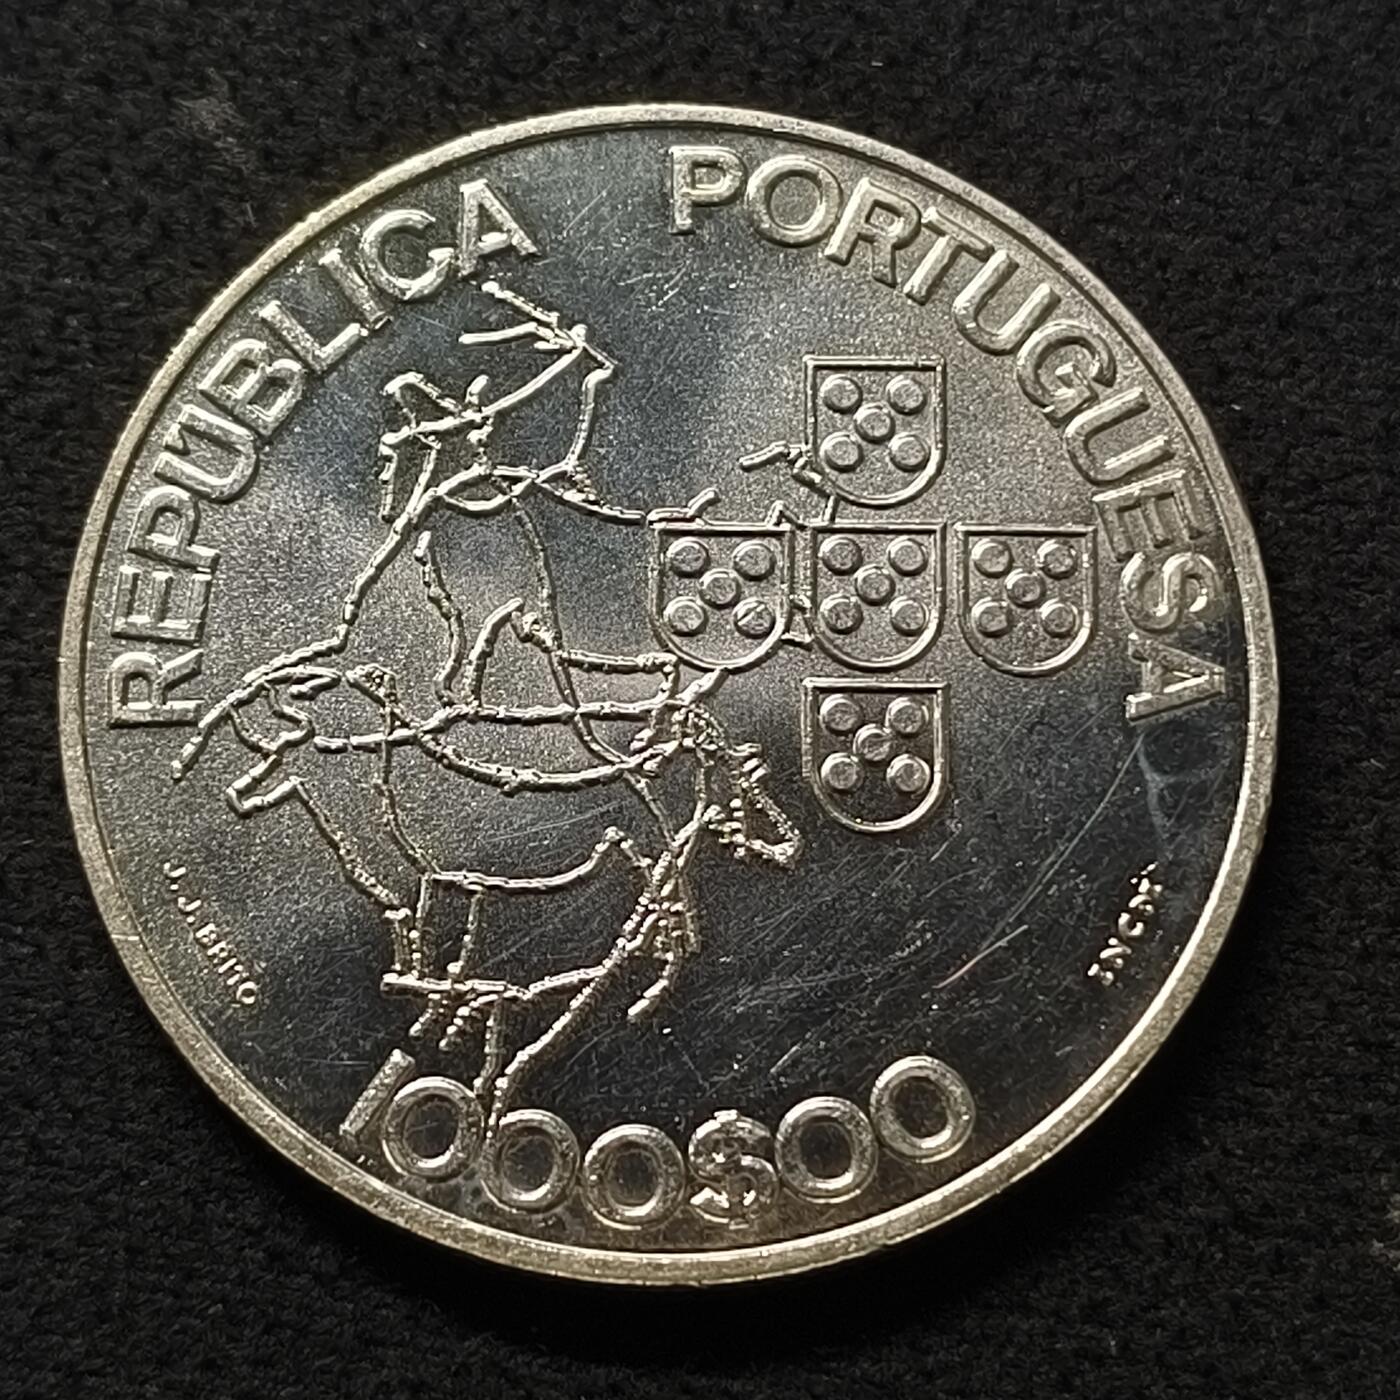 REPÚBLICA PORTUGUESA
J.J.BRITO
INCM
1000$00